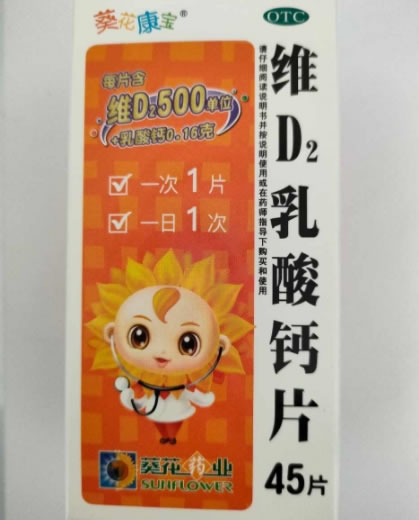 葵花康宝®
OTC
每片含
维D₂500单位
+乳酸钙0.16克
一次1片
一日1次
葵花药业
SUNFLOWER
请仔细阅读说明书并按说明使用或在药师指导下购买和使用
维D₂乳酸钙片
45片